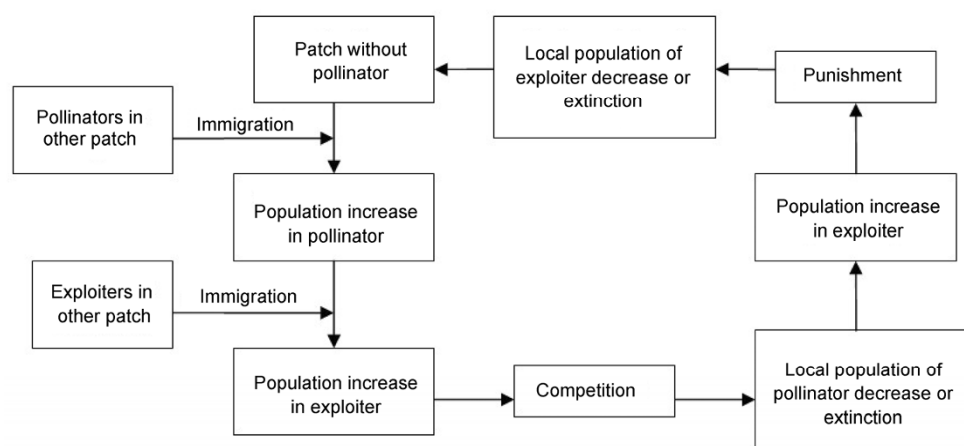 Patch without
pollinator
Local population of
exploiter decrease or
extinction
Punishment
Pollinators in
other patch
Immigration
Population increase
in pollinator
Population increase
in exploiter
Exploiters in
other patch
Immigration
Population increase
in exploiter
Competition
Local population of
pollinator decrease or
extinction